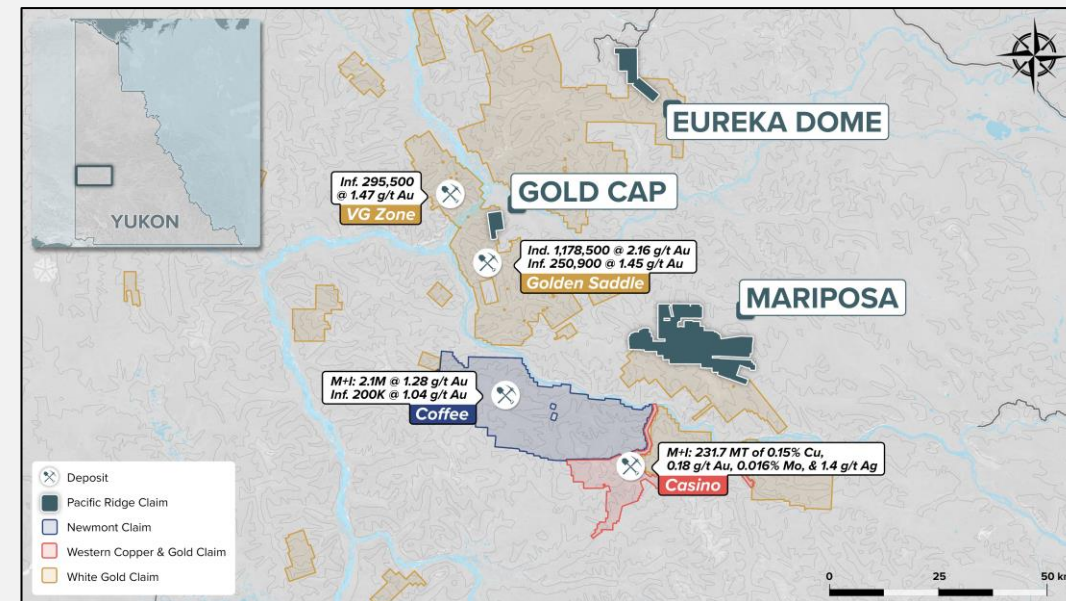 YUKON
EUREKA DOME
Inf. 295,500
@ 1.47 g/t Au
VG Zone
GOLD CAP
Ind. 1,178,500 @ 2.16 g/t Au
Inf. 250,900 @ 1.45 g/t Au
Golden Saddle
MARIPOSA
M+I: 2.1M @ 1.28 g/t Au
Inf. 200K @ 1.04 g/t Au
Coffee
M+I: 231.7 MT of 0.15% Cu,
0.18 g/t Au, 0.016% Mo, & 1.4 g/t Ag
Casino
Deposit
Pacific Ridge Claim
Newmont Claim
Western Copper & Gold Claim
White Gold Claim
0 25 50 km